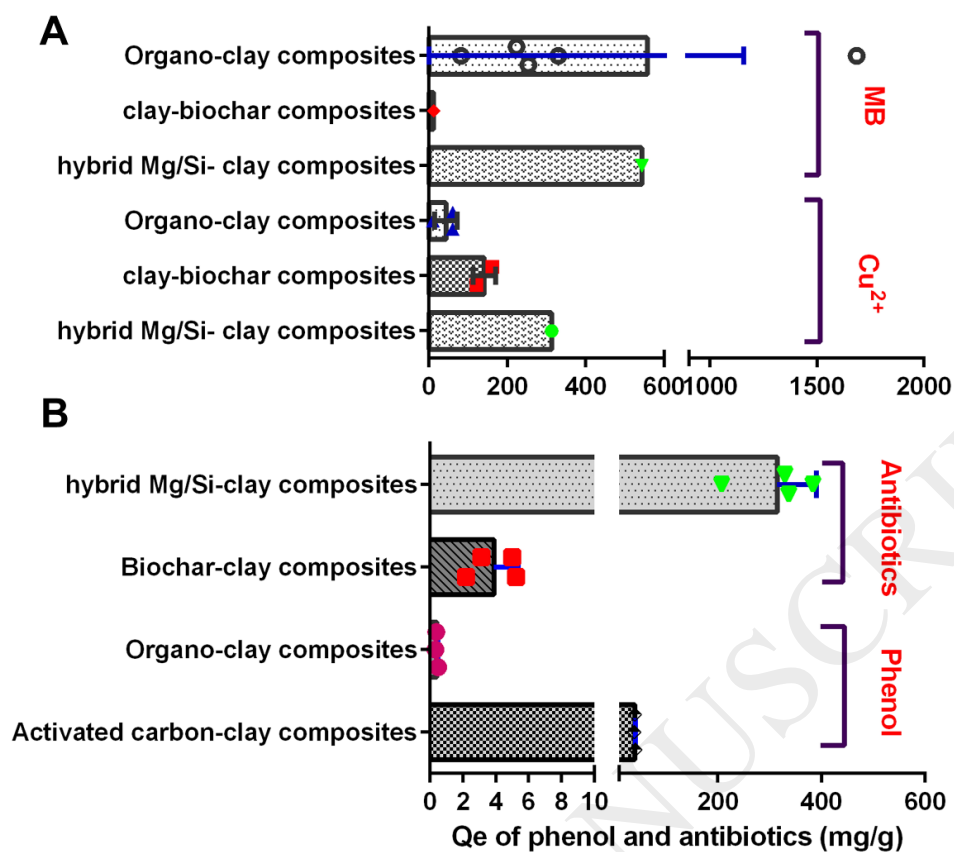 A
Organo-clay composites
clay-biochar composites
hybrid Mg/Si- clay composites
Organo-clay composites
clay-biochar composites
hybrid Mg/Si- clay composites
MB
Cu2+
0 200 400 600 1000 1500 2000
B
hybrid Mg/Si-clay composites
Biochar-clay composites
Organo-clay composites
Activated carbon-clay composites
Antibiotics
Phenol
0 2 4 6 8 10 200 400 600
Qe of phenol and antibiotics (mg/g)
NUSCRI